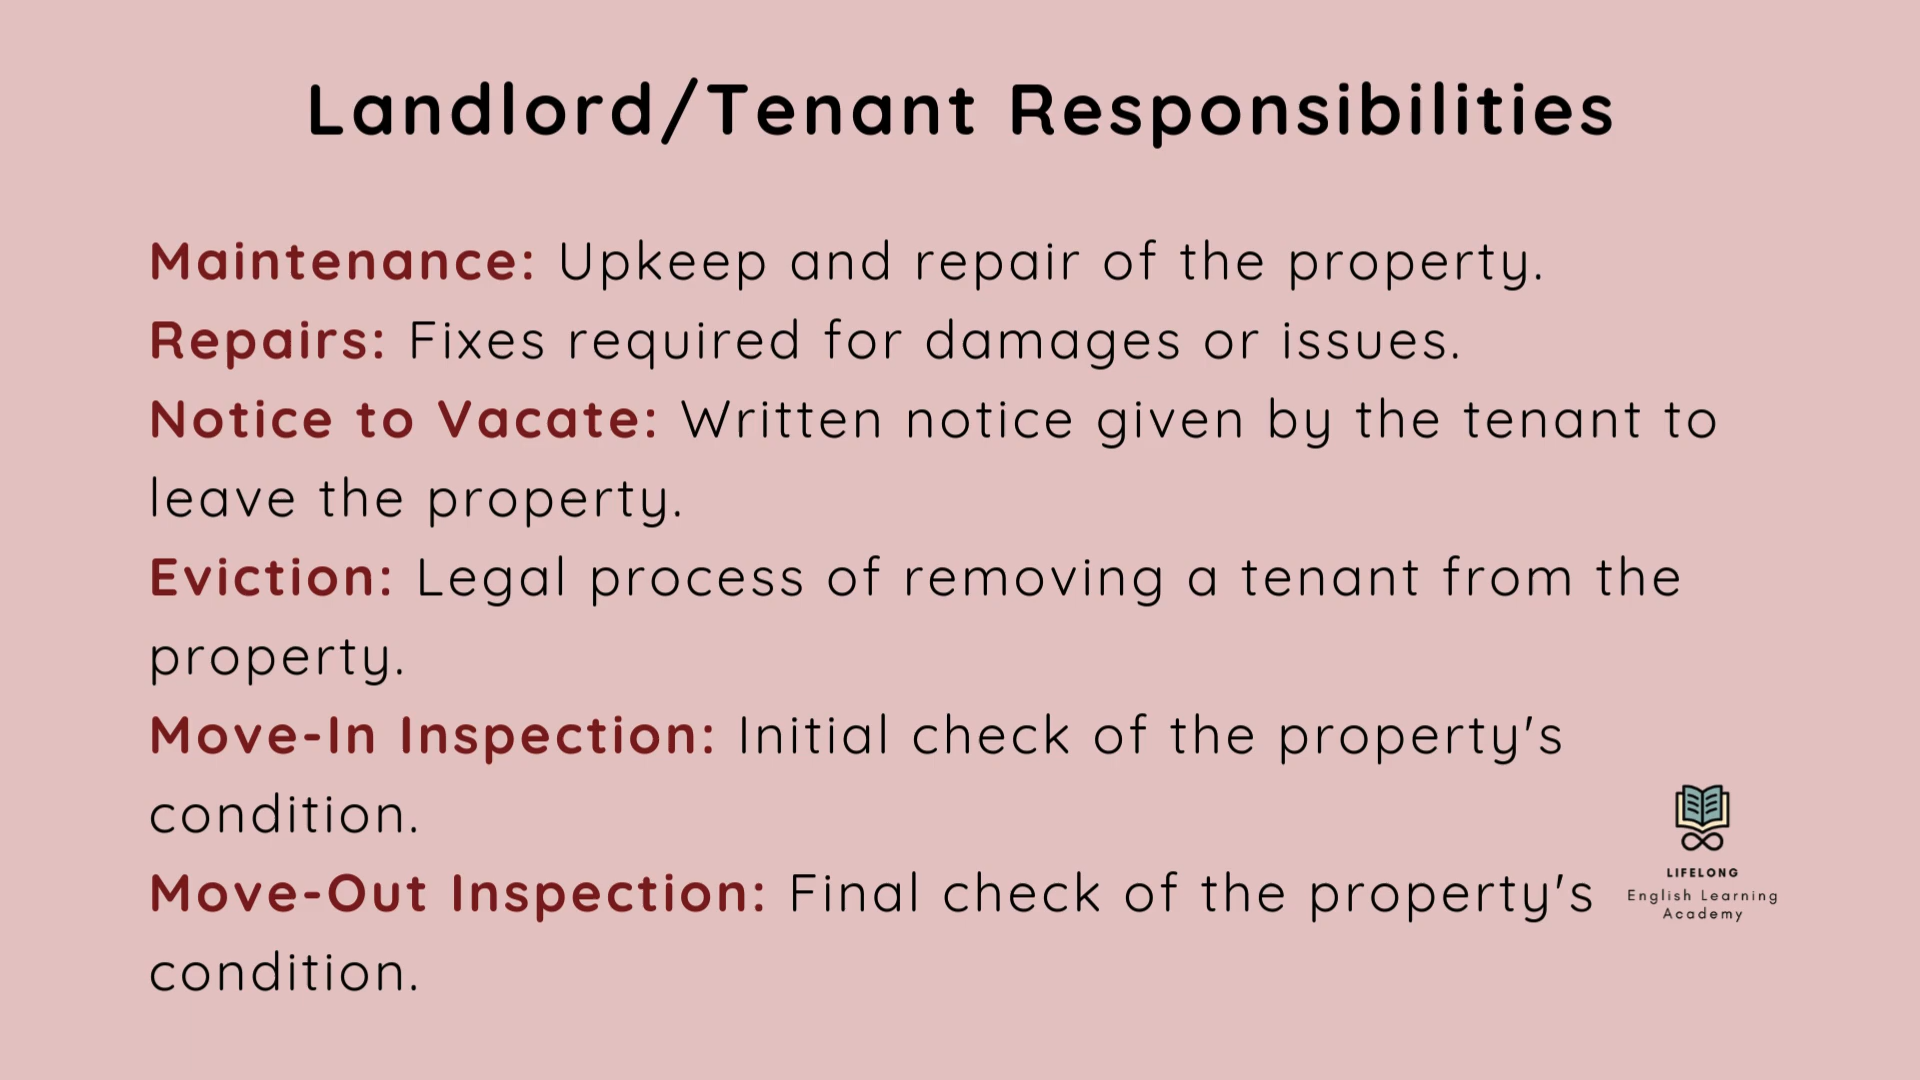 Landlord/Tenant Responsibilities
Maintenance: Upkeep and repair of the property.
Repairs: Fixes required for damages or issues.
Notice to Vacate: Written notice given by the tenant to
leave the property.
Eviction: Legal process of removing a tenant from the
property.
Move-In Inspection: Initial check of the property's
condition.
Move-Out Inspection: Final check of the property's
condition.
LIFELONG
English Learning
Academy